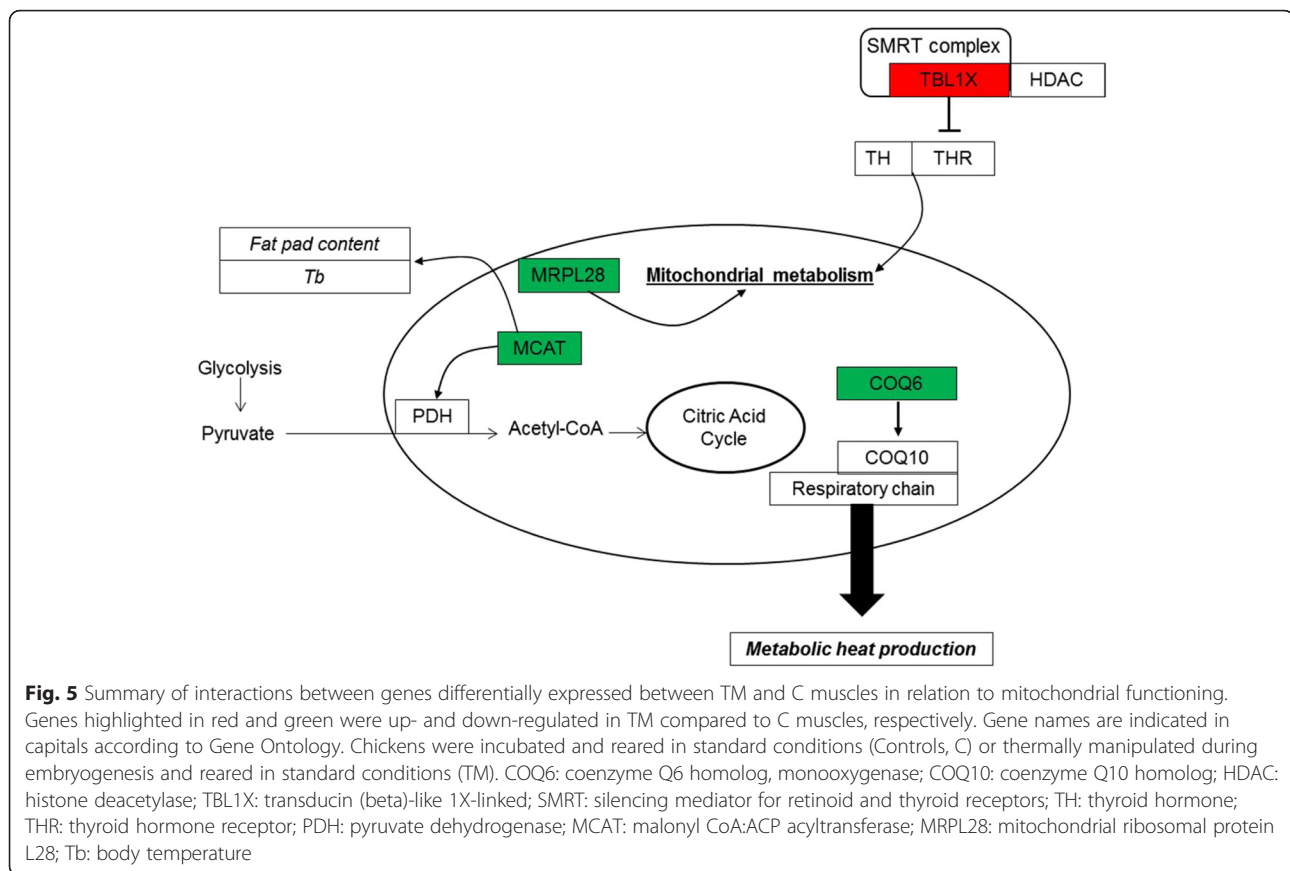 SMRT complex
TBL1X
HDAC
TH
THR
Fat pad content
Tb
MRPL28
Mitochondrial metabolism
MCAT
Glycolysis
COQ6
PDH
Pyruvate
Acetyl-CoA
Citric Acid
Cycle
COQ10
Respiratory chain
Metabolic heat production
Fig. 5 Summary of interactions between genes differentially expressed between TM and C muscles in relation to mitochondrial functioning.
Genes highlighted in red and green were up- and down-regulated in TM compared to C muscles, respectively. Gene names are indicated in
capitals according to Gene Ontology. Chickens were incubated and reared in standard conditions (Controls, C) or thermally manipulated during
embryogenesis and reared in standard conditions (TM). COQ6: coenzyme Q6 homolog, monooxygenase; COQ10: coenzyme Q10 homolog; HDAC:
histone deacetylase; TBL1X: transducin (beta)-like 1X-linked; SMRT: silencing mediator for retinoid and thyroid receptors; TH: thyroid hormone;
THR: thyroid hormone receptor; PDH: pyruvate dehydrogenase; MCAT: malonyl CoA:ACP acyltransferase; MRPL28: mitochondrial ribosomal protein
L28; Tb: body temperature